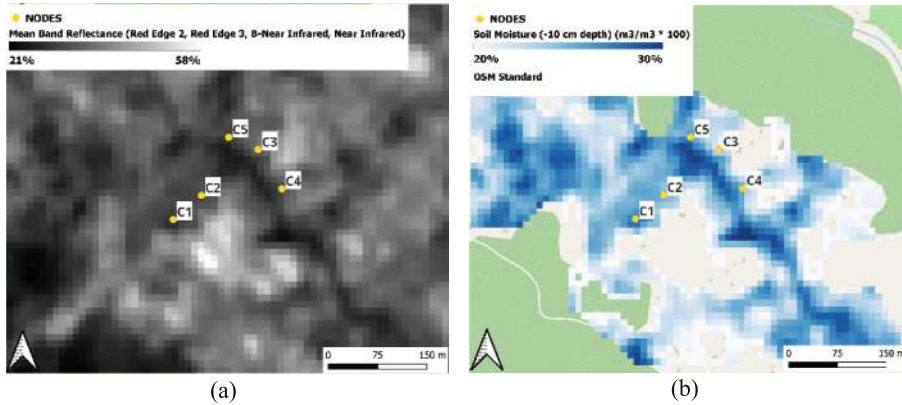 NODES
Mean Band Reflectance (Red Edge 2, Red Edge 3, B-Near Infrared, Near Infrared)
21% 58%
C5
C3
C4
C2
C1
0 75 150 m
(a)
NODES
Soil Moisture (-10 cm depth) (m3/m3 * 100)
20% 30%
OSM Standard
C5
C3
C4
C2
C1
0 75 150 m
(b)